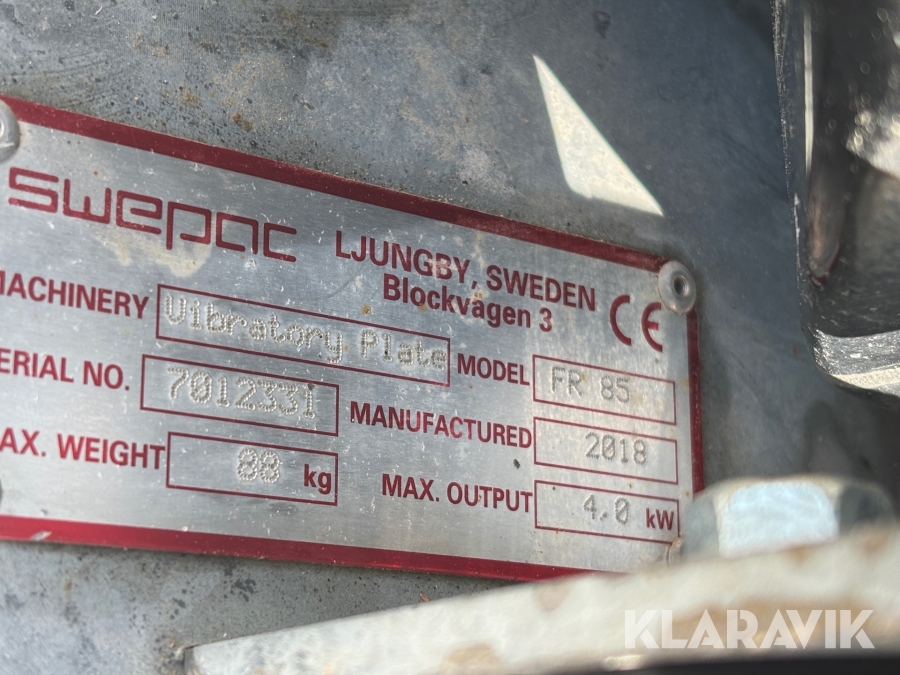 swepac
LJUNGBY, SWEDEN
Blockvägen 3
CE
MACHINERY Vibratory Plate
MODEL FR 85
ERIAL NO. 7012331
MANUFACTURED 2018
AX. WEIGHT 88 kg
MAX. OUTPUT 4.0 kW
KLARAVIK